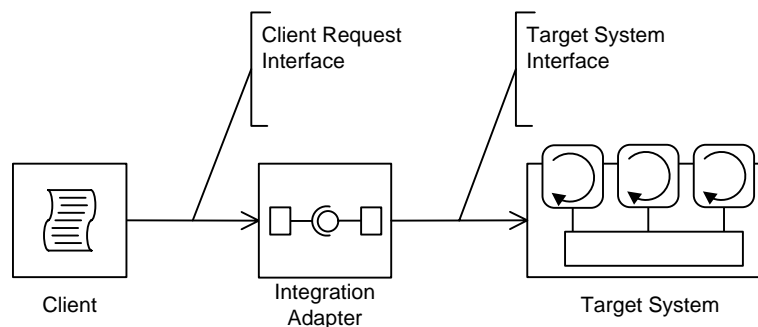 Client Request
Interface
Target System
Interface
Client
Integration
Adapter
Target System